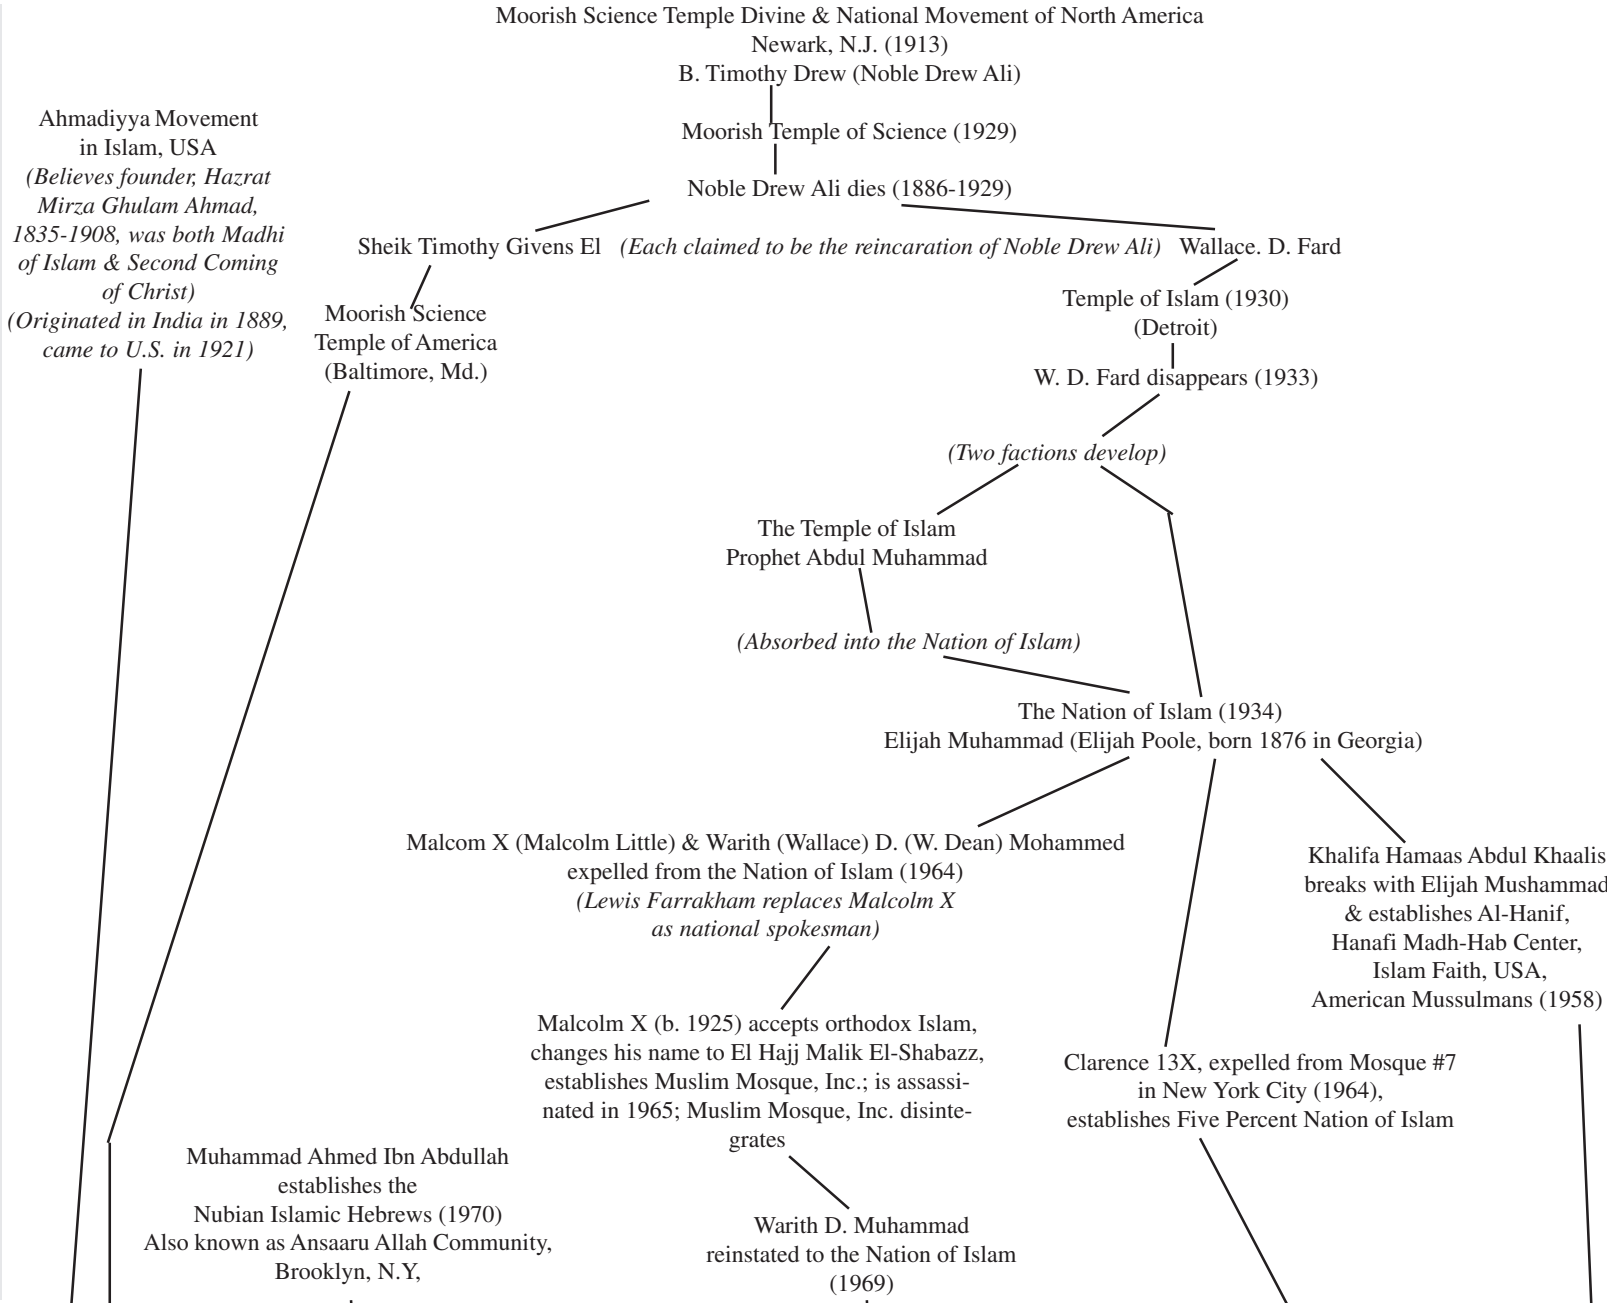 Moorish Science Temple Divine & National Movement of North America
Newark, N.J. (1913)
B. Timothy Drew (Noble Drew Ali)
Moorish Temple of Science (1929)
Noble Drew Ali dies (1886-1929)
Ahmadiyya Movement
in Islam, USA
(Believes founder, Hazrat
Mirza Ghulam Ahmad,
1835-1908, was both Madhi
of Islam & Second Coming
of Christ)
(Originated in India in 1889,
came to U.S. in 1921)
Sheik Timothy Givens El (Each claimed to be the reincaration of Noble Drew Ali) Wallace. D. Fard
Moorish Science
Temple of America
(Baltimore, Md.)
Temple of Islam (1930)
(Detroit)
W. D. Fard disappears (1933)
(Two factions develop)
The Temple of Islam
Prophet Abdul Muhammad
(Absorbed into the Nation of Islam)
The Nation of Islam (1934)
Elijah Muhammad (Elijah Poole, born 1876 in Georgia)
Malcom X (Malcolm Little) & Warith (Wallace) D. (W. Dean) Mohammed
expelled from the Nation of Islam (1964)
(Lewis Farrakham replaces Malcolm X
as national spokesman)
Khalifa Hamaas Abdul Khaalis
breaks with Elijah Mushammad
& establishes Al-Hanif,
Hanafi Madh-Hab Center,
Islam Faith, USA,
American Mussulmans (1958)
Malcolm X (b. 1925) accepts orthodox Islam,
changes his name to El Hajj Malik El-Shabazz,
establishes Muslim Mosque, Inc.; is assassi-
nated in 1965; Muslim Mosque, Inc. disinte-
grates
Clarence 13X, expelled from Mosque #7
in New York City (1964),
establishes Five Percent Nation of Islam
Muhammad Ahmed Ibn Abdullah
establishes the
Nubian Islamic Hebrews (1970)
Also known as Ansaaru Allah Community,
Brooklyn, N.Y,
Warith D. Muhammad
reinstated to the Nation of Islam
(1969)